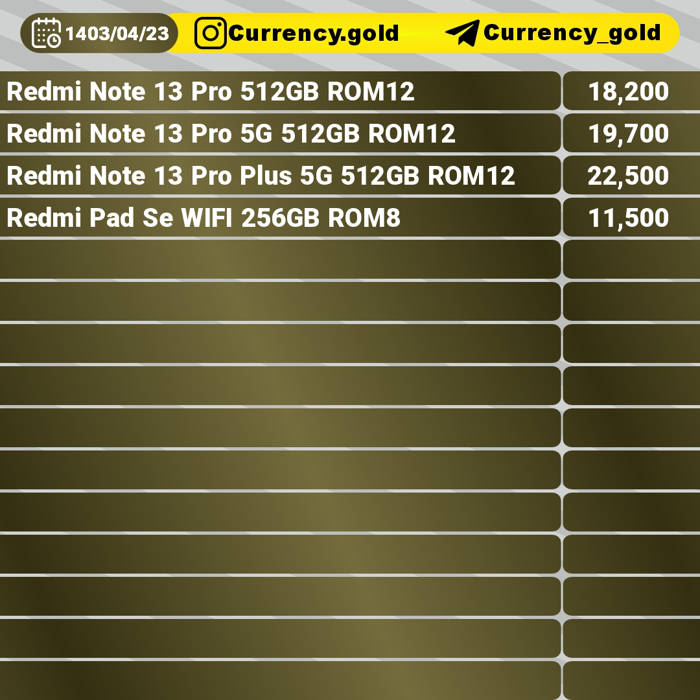 1403/04/23 Currency.gold Currency_gold
Redmi Note 13 Pro 512GB ROM12 18,200
Redmi Note 13 Pro 5G 512GB ROM12 19,700
Redmi Note 13 Pro Plus 5G 512GB ROM12 22,500
Redmi Pad Se WIFI 256GB ROM8 11,500